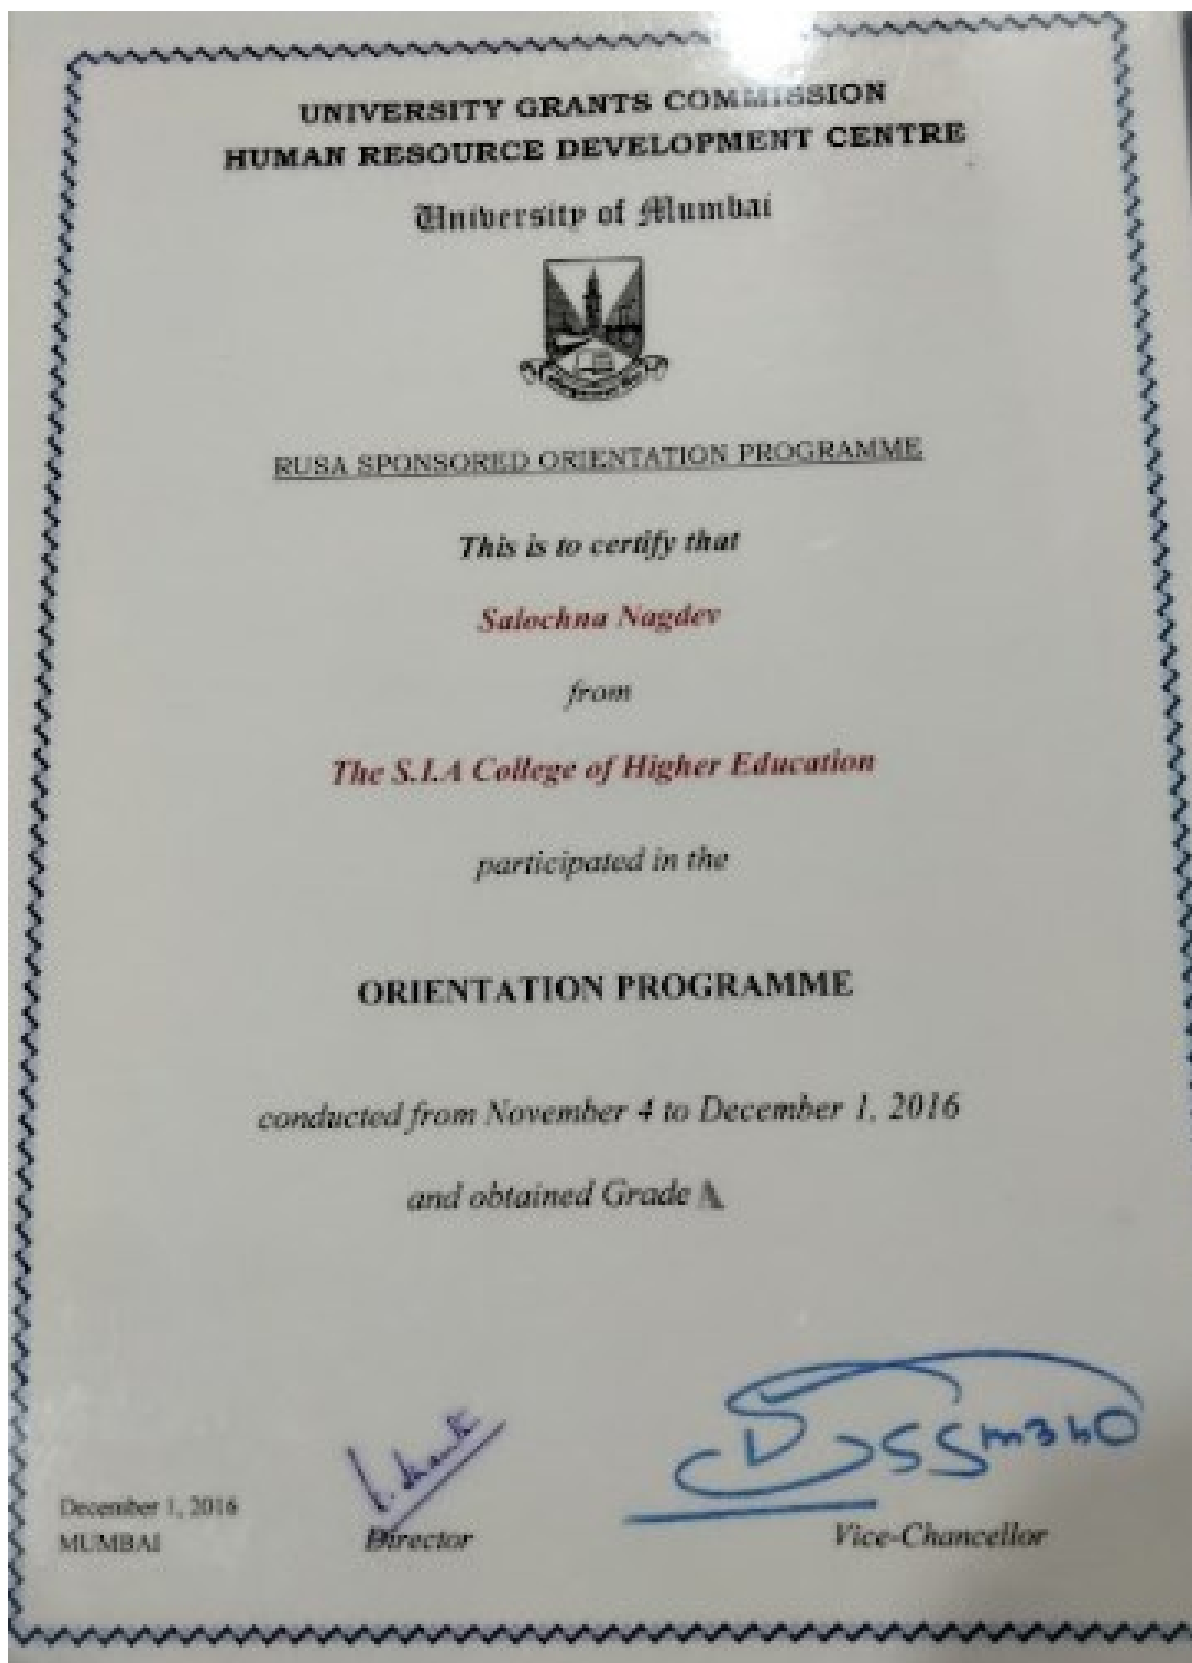 UNIVERSITY GRANTS COMMISSION
HUMAN RESOURCE DEVELOPMENT CENTRE
University of Mumbai
RUSA SPONSORED ORIENTATION PROGRAMME
This is to certify that
Salochna Nagdev
from
The S.I.A College of Higher Education
participated in the
ORIENTATION PROGRAMME
conducted from November 4 to December 1, 2016
and obtained Grade A
December 1, 2016
MUMBAI
Director
Vice-Chancellor